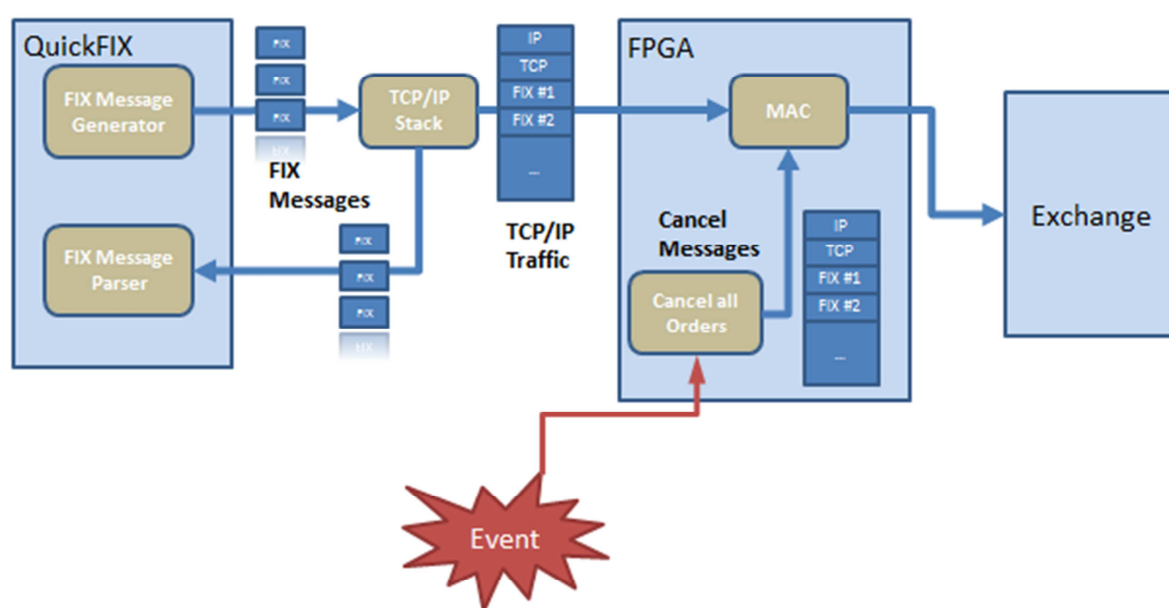 QuickFIX
FIX Message
Generator
FIX
FIX
FIX
FIX
Messages
TCP/IP
Stack
IP
TCP
FIX #1
FIX #2
...
TCP/IP
Traffic
FIX Message
Parser
FIX
FIX
FIX
FPGA
MAC
Cancel
Messages
Cancel all
Orders
IP
TCP
FIX #1
FIX #2
...
Exchange
Event